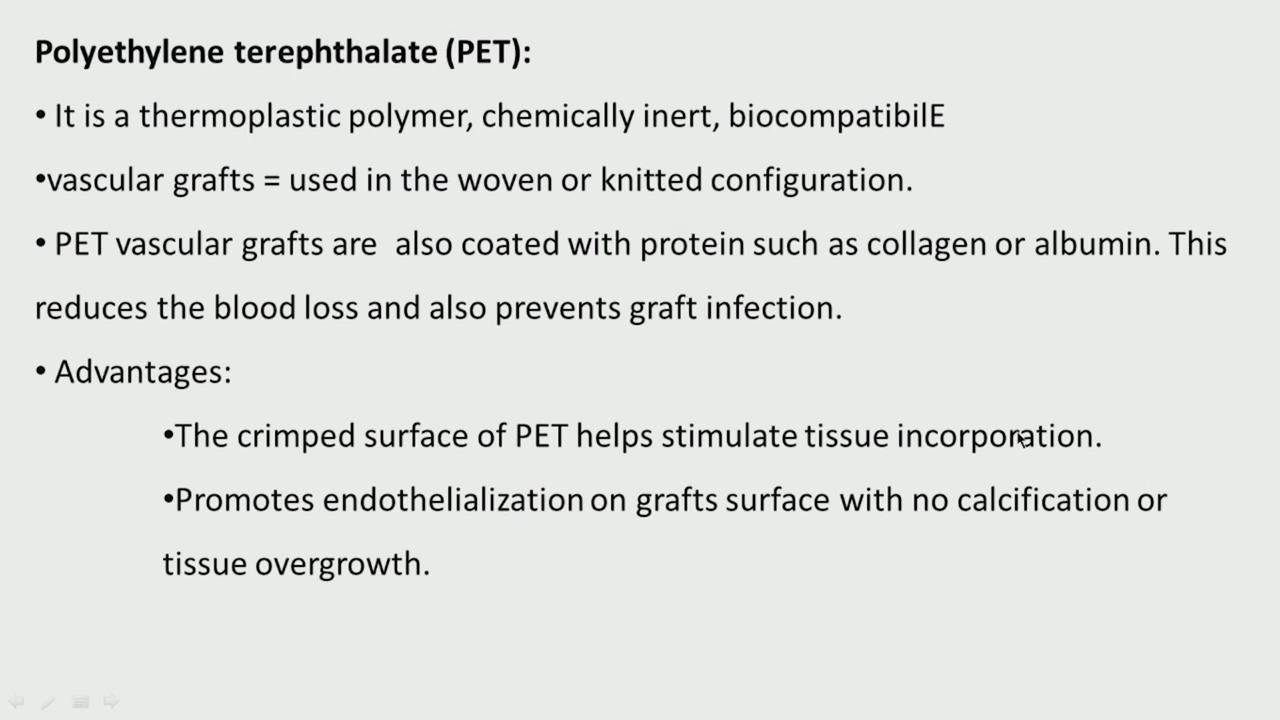 Polyethylene terephthalate (PET):
• It is a thermoplastic polymer, chemically inert, biocompatibilE
•vascular grafts = used in the woven or knitted configuration.
• PET vascular grafts are  also coated with protein such as collagen or albumin. This
reduces the blood loss and also prevents graft infection.
• Advantages:
•The crimped surface of PET helps stimulate tissue incorporation.
•Promotes endothelialization on grafts surface with no calcification or
tissue overgrowth.